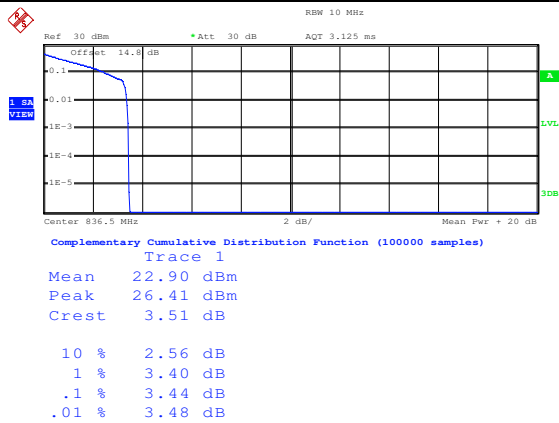 R S
RBW 10 MHz
Ref 30 dBm *Att 30 dB AQT 3.125 ms
Offset 14.8 dB
0.1
A
0.01
1 SA
VIEW
1E-3
LVL
1E-4
1E-5
3DB
Center 836.5 MHz 2 dB/ Mean Pwr + 20 dB
Complementary Cumulative Distribution Function (100000 samples)
Trace 1
Mean 22.90 dBm
Peak 26.41 dBm
Crest 3.51 dB
10 % 2.56 dB
1 % 3.40 dB
.1 % 3.44 dB
.01 % 3.48 dB